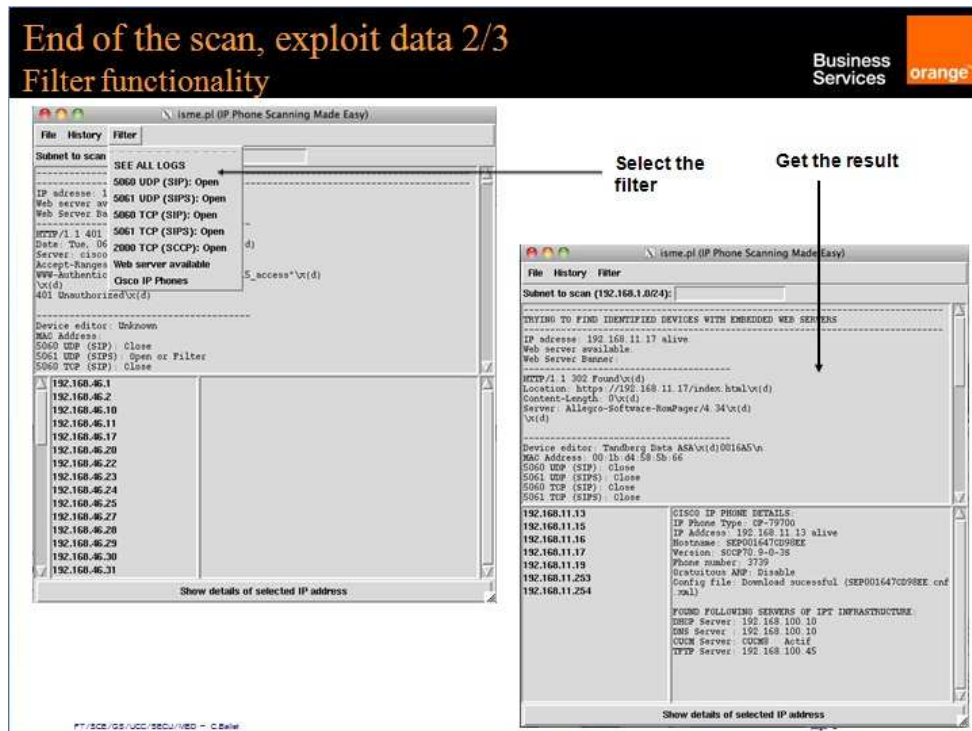 End of the scan, exploit data 2/3
Filter functionality
Business
Services
orange™
isme.pl (IP Phone Scanning Made Easy)
File History Filter
Subnet to scan
SEE ALL LOGS
5060 UDP (SIP): Open
5061 UDP (SIPS): Open
5060 TCP (SIP): Open
5061 TCP (SIPS): Open
2000 TCP (SCCP): Open
Web server available
Cisco IP Phones
IP adresse: 1
Web server av
Web Server Ba
HTTP/1.1 401
Date: Tue, 06
d)
Server: cisco
Accept-Ranges
WWW-Authentic
15_access"\x(d)
\x(d)
401 Unauthorized\x(d)
Device editor: Unknown
MAC Address:
5060 UDP (SIP): Close
5061 UDP (SIPS): Open or Filter
5060 TCP (SIP): Close
192.168.46.1
192.168.46.2
192.168.46.10
192.168.46.11
192.168.46.17
192.168.46.20
192.168.46.22
192.168.46.23
192.168.46.24
192.168.46.25
192.168.46.27
192.168.46.28
192.168.46.29
192.168.46.30
192.168.46.31
Show details of selected IP address
Select the
filter
Get the result
isme.pl (IP Phone Scanning Made Easy)
File History Filter
Subnet to scan (192.168.1.0/24):
TRYING TO FIND IDENTIFIED DEVICES WITH EMBEDDED WEB SERVERS
IP adresse: 192.168.11.17 alive
Web server available.
Web Server Banner:
HTTP/1.1 302 Found\x(d)
Location: https://192.168.11.17/index.html\x(d)
Content-Length: 0\x(d)
Server: Allegro-Software-RomPager/4.34\x(d)
\x(d)
Device editor: Tandberg Data ASA\x(d)0016A5\n
MAC Address: 00:1b:d4:58:5b:66
5060 UDP (SIP): Close
5061 UDP (SIPS): Close
5060 TCP (SIP): Close
5061 TCP (SIPS): Close
192.168.11.13
192.168.11.15
192.168.11.16
192.168.11.17
192.168.11.19
192.168.11.253
192.168.11.254
CISCO IP PHONE DETAILS:
IP Phone Type: CP-7970G
IP Address: 192.168.11.13 alive
Hostname: SEP001647CD98EE
Version: SCCP70.9-0-3S
Phone number: 3739
Gratuitous ARP: Disable
Config file: Download sucessful (SEP001647CD98EE.cnf
.xml)
FOUND FOLLOWING SERVERS OF IPT INFRASTRUCTURE:
DHCP Server: 192.168.100.10
DNS Server : 192.168.100.10
CUCM Server: CUCM8 Actif
TFTP Server: 192.168.100.45
Show details of selected IP address